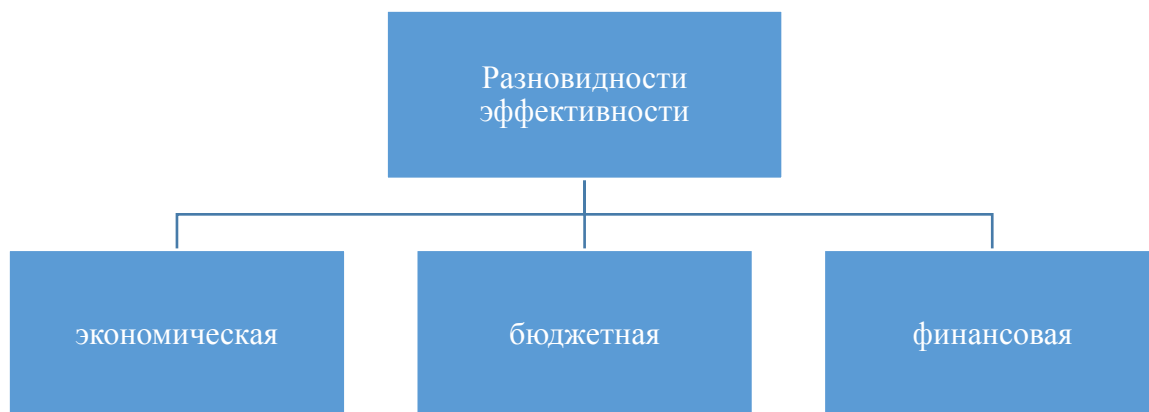 Разновидности
эффективности
экономическая
бюджетная
финансовая